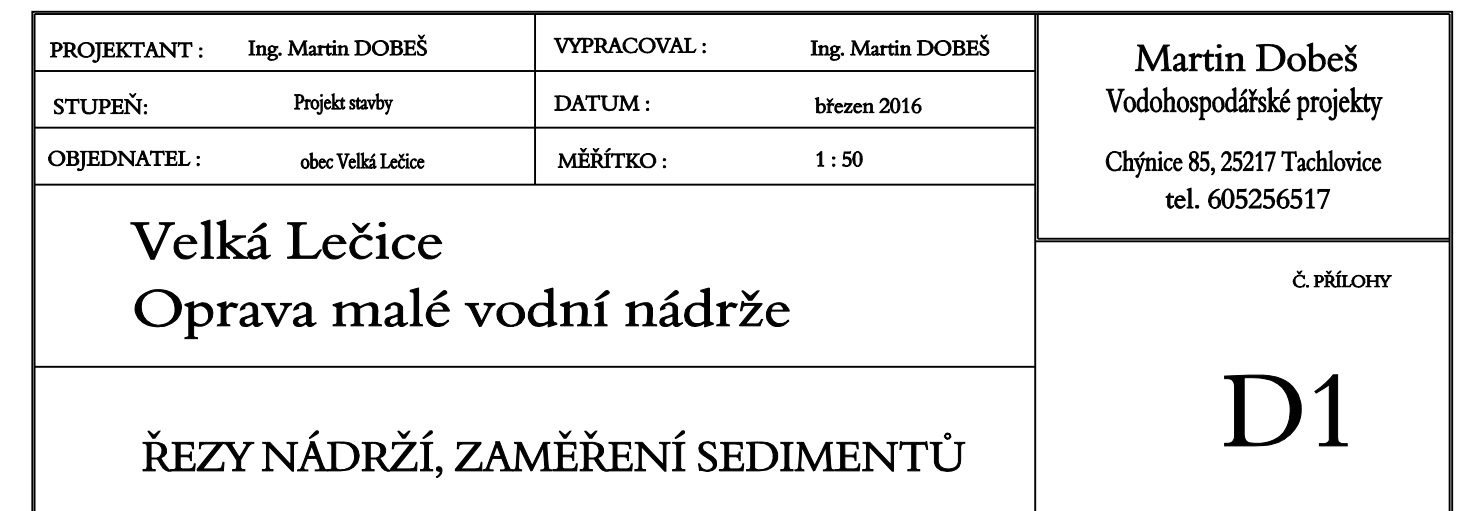 PROJEKTANT : Ing. Martin DOBEŠ VYPRACOVAL : Ing. Martin DOBEŠ
STUPEŇ: Projekt stavby DATUM : březen 2016
OBJEDNATEL : obec Velká Lečice MĚŘÍTKO : 1 : 50
Martin Dobeš
Vodohospodářské projekty
Chýnice 85, 25217 Tachlovice
tel. 605256517
Velká Lečice
Oprava malé vodní nádrže
Č. PŘÍLOHY
D1
ŘEZY NÁDRŽÍ, ZAMĚŘENÍ SEDIMENTŮ